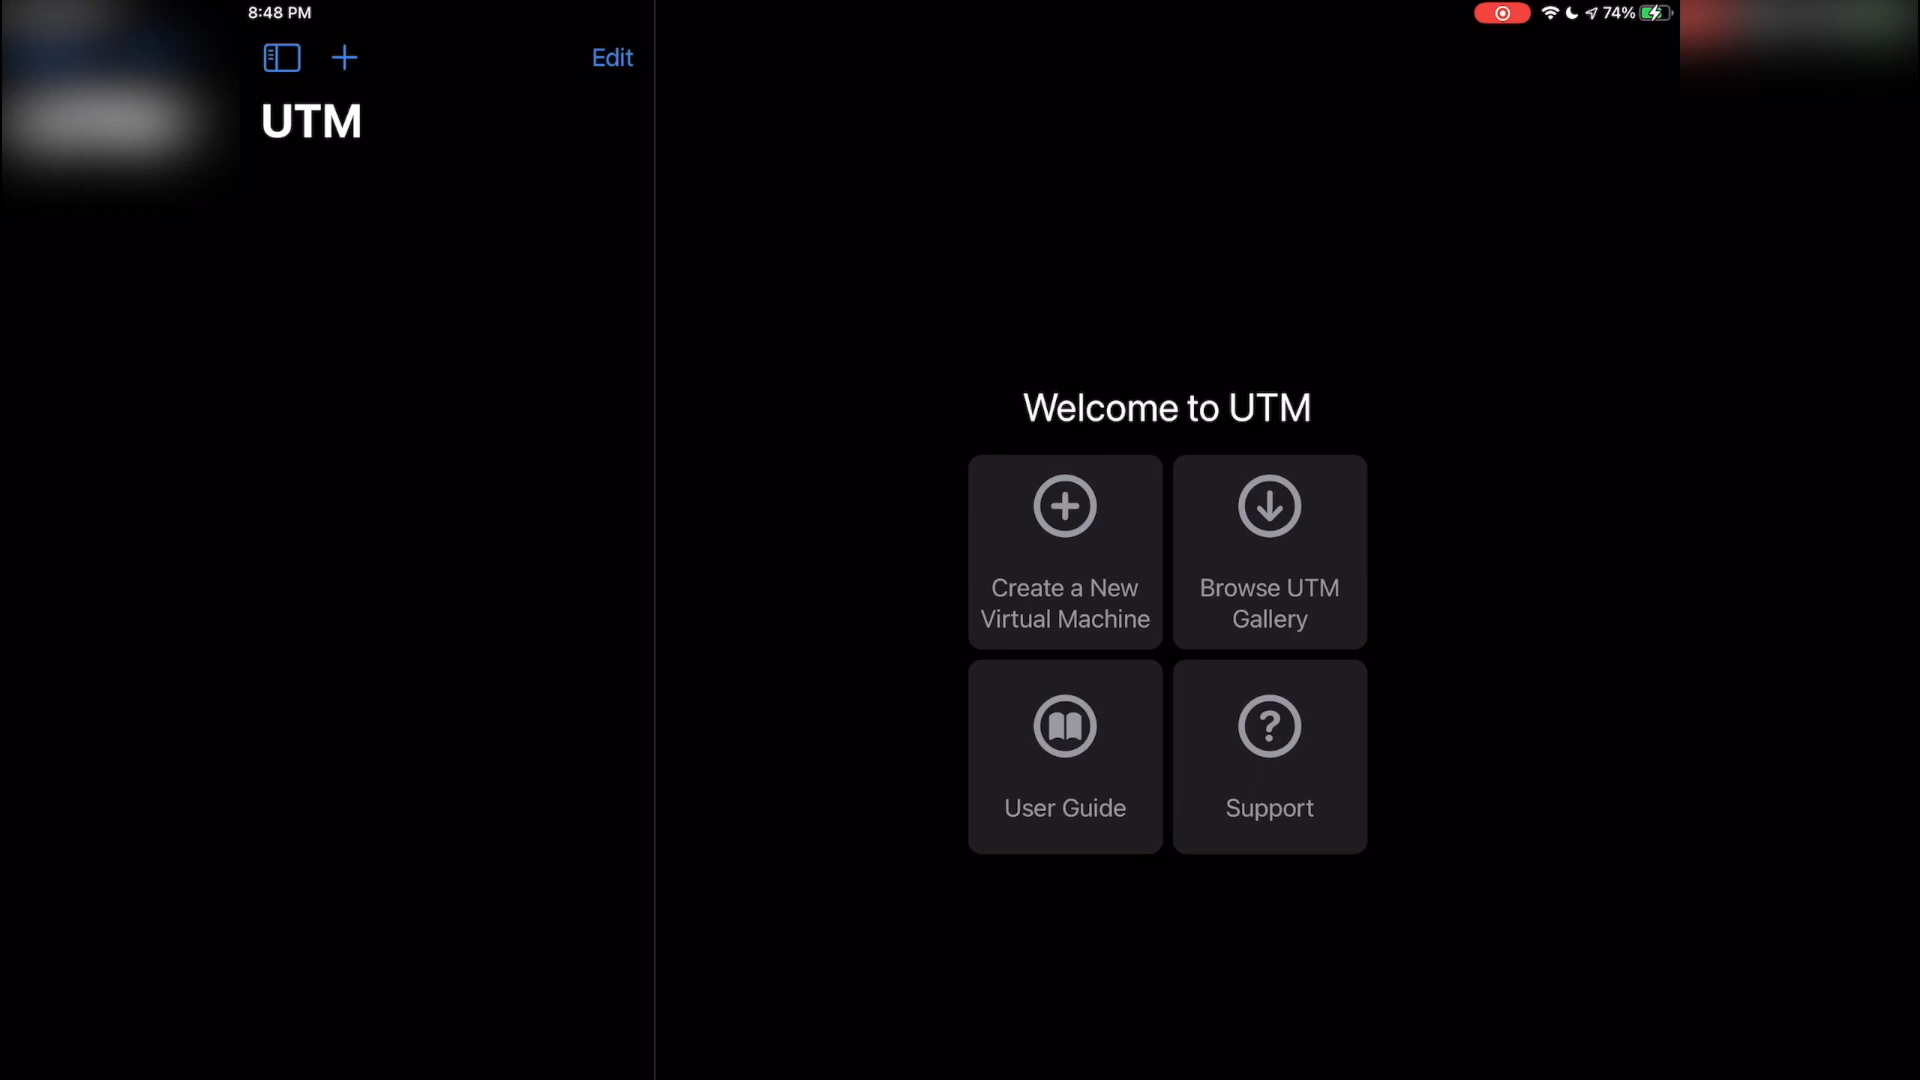 8:48 PM
74%
Edit
UTM
Welcome to UTM
Create a New
Virtual Machine
Browse UTM
Gallery
User Guide
Support